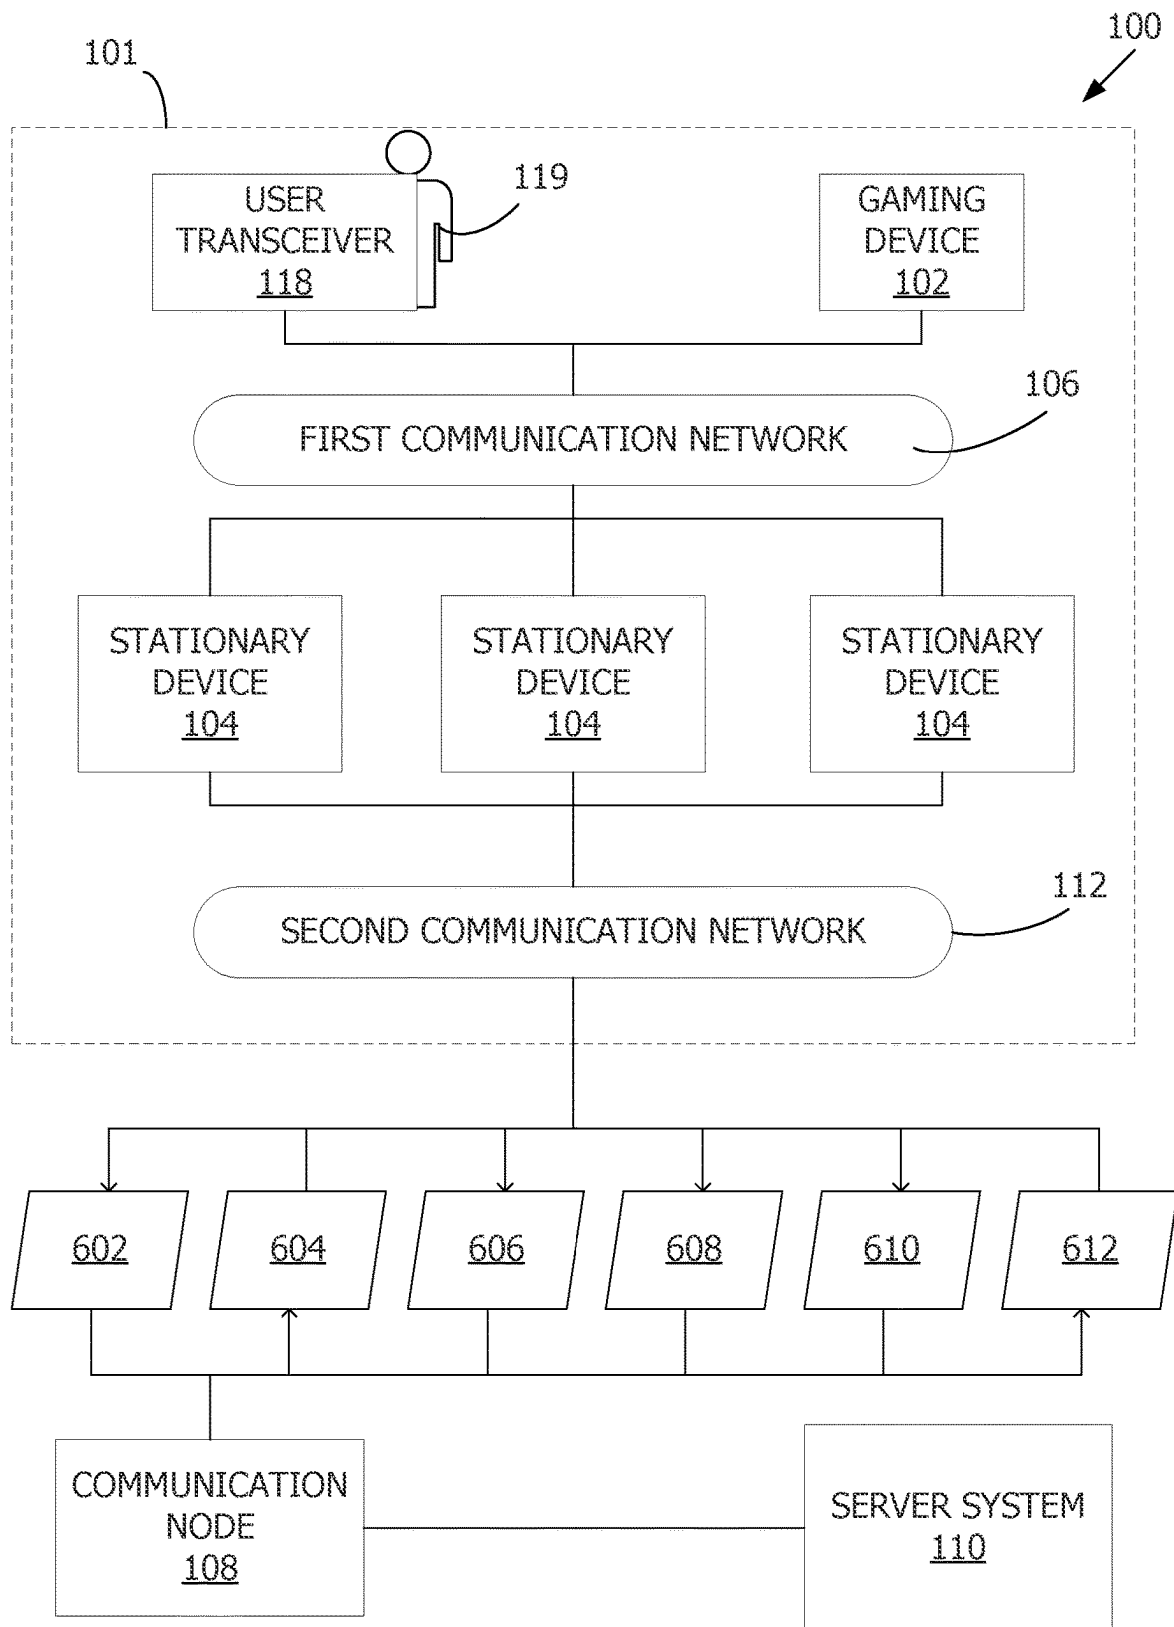 100
101
USER
TRANSCEIVER
118
119
GAMING
DEVICE
102
106
FIRST COMMUNICATION NETWORK
STATIONARY
DEVICE
104
STATIONARY
DEVICE
104
STATIONARY
DEVICE
104
112
SECOND COMMUNICATION NETWORK
602
604
606
608
610
612
COMMUNICATION
NODE
108
SERVER SYSTEM
110